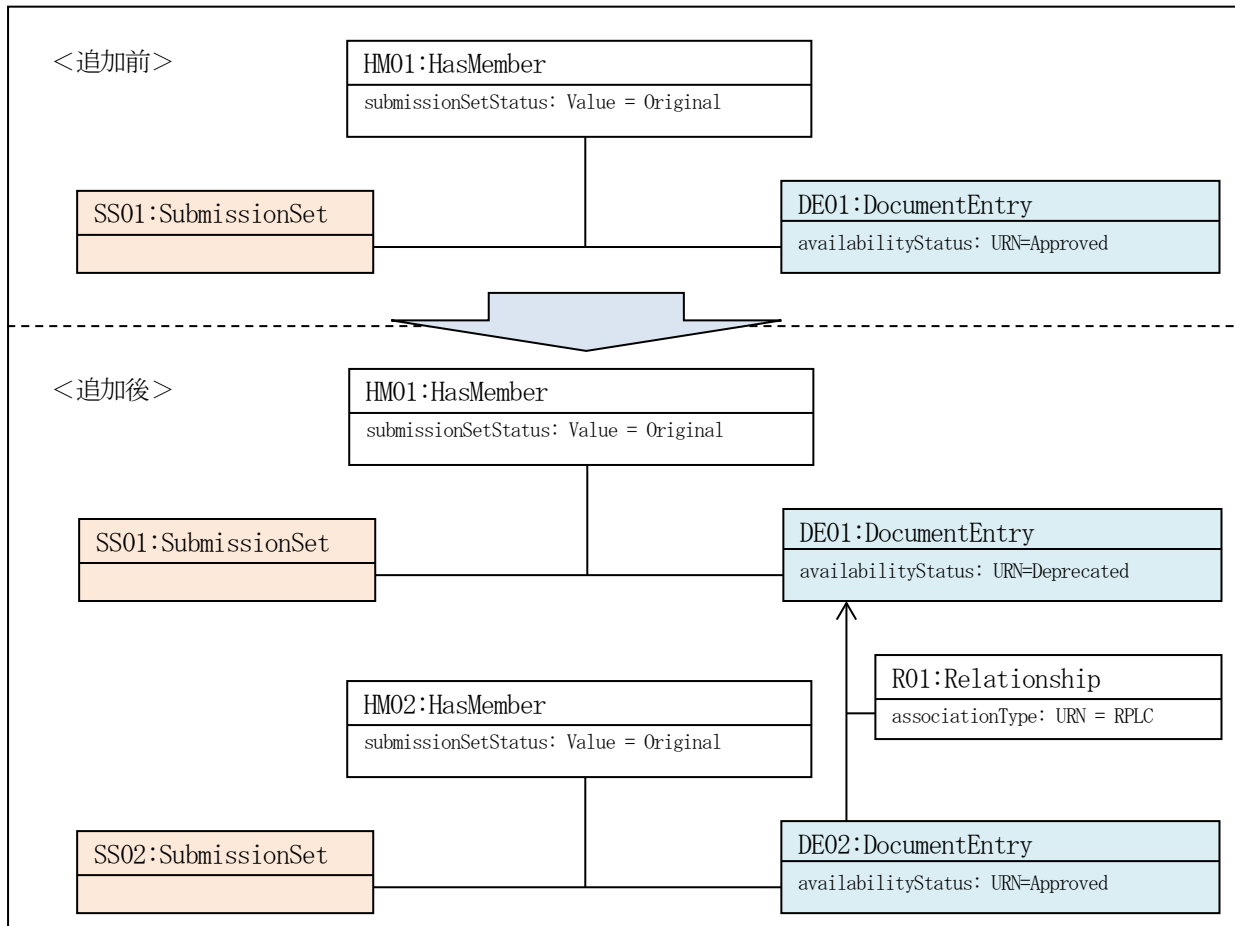 ＜追加前＞
HM01:HasMember
submissionSetStatus: Value = Original
SS01:SubmissionSet
DE01:DocumentEntry
availabilityStatus: URN=Approved
＜追加後＞
HM01:HasMember
submissionSetStatus: Value = Original
SS01:SubmissionSet
DE01:DocumentEntry
availabilityStatus: URN=Deprecated
R01:Relationship
associationType: URN = RPLC
HM02:HasMember
submissionSetStatus: Value = Original
SS02:SubmissionSet
DE02:DocumentEntry
availabilityStatus: URN=Approved